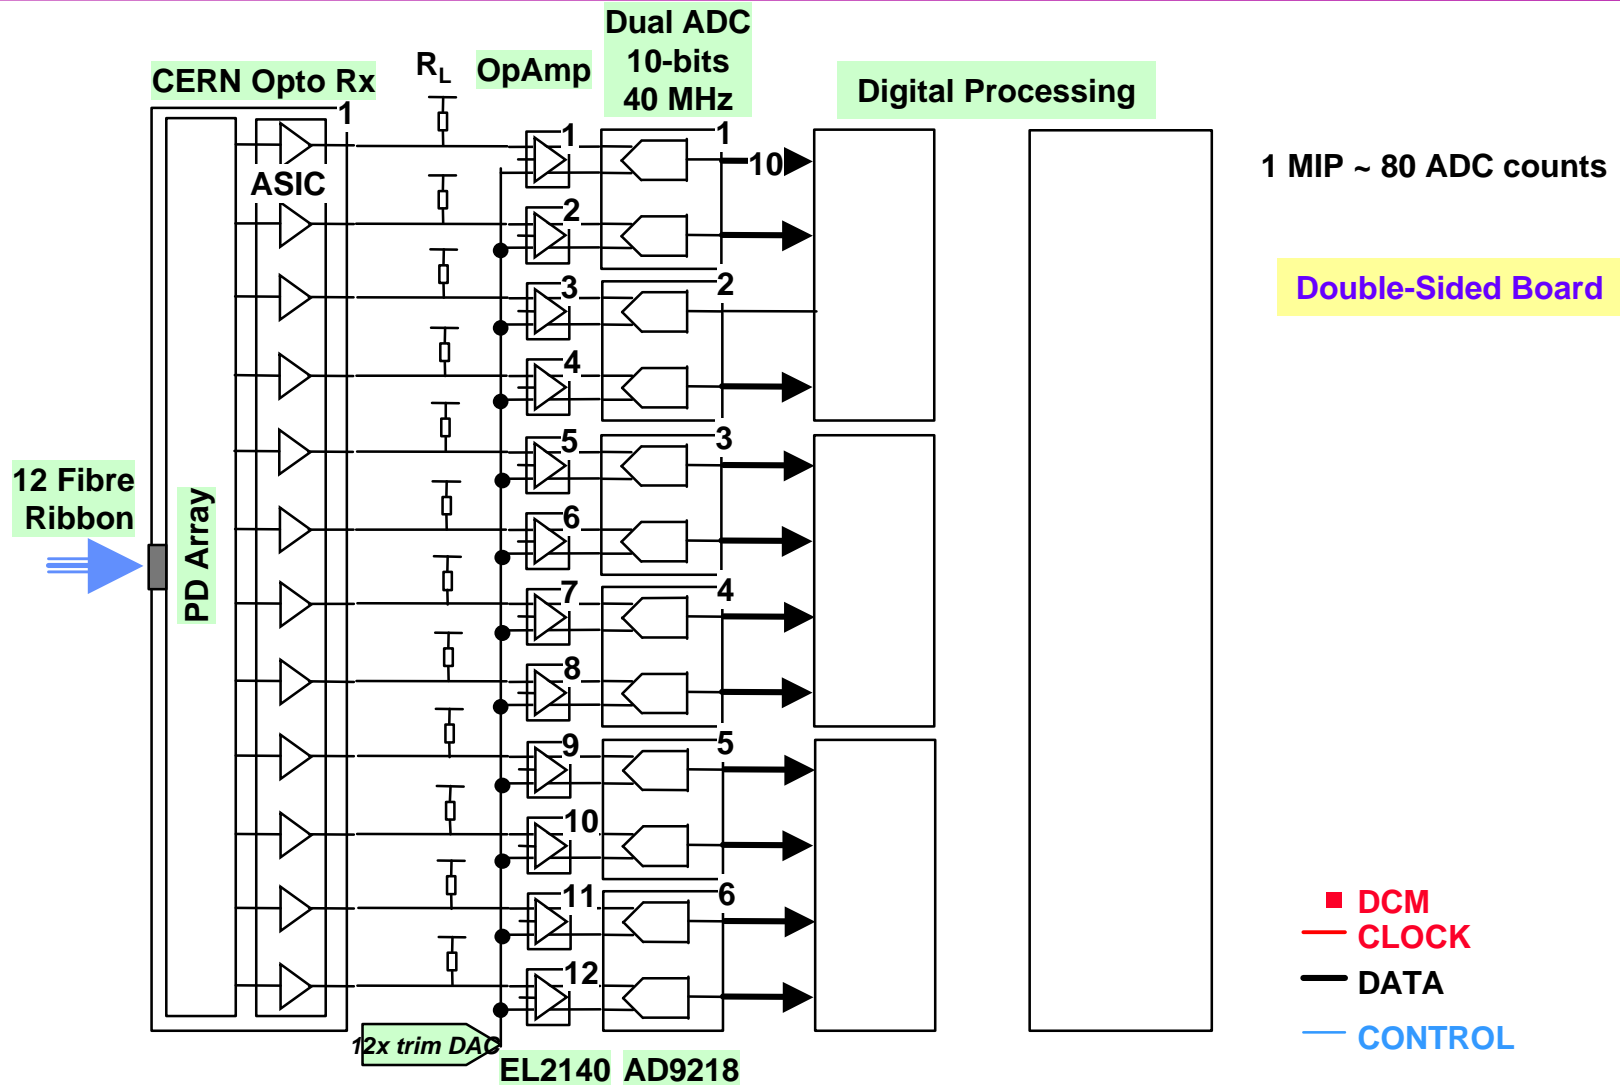 Dual ADC
10-bits
40 MHz
CERN Opto Rx
R_L
OpAmp
Digital Processing
1
ASIC
1
1
10
1 MIP ~ 80 ADC counts
2
3
2
Double-Sided Board
4
5
3
12 Fibre
Ribbon
PD Array
6
7
4
8
9
5
10
11
6
12
DCM
CLOCK
DATA
CONTROL
12x trim DAC
EL2140
AD9218